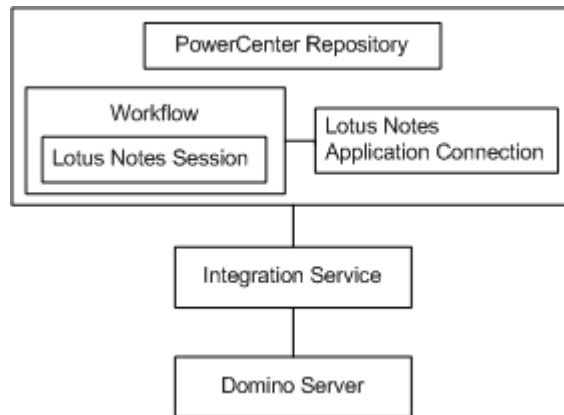 PowerCenter Repository
Workflow
Lotus Notes Session
Lotus Notes
Application Connection
Integration Service
Domino Server